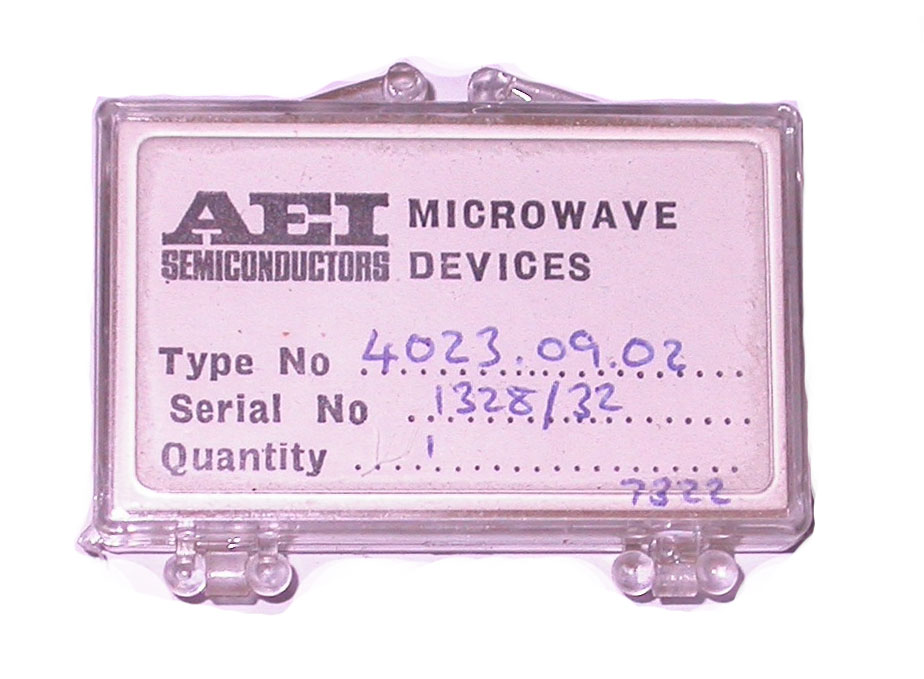 AEI MICROWAVE
SEMICONDUCTORS DEVICES
Type No 4023.09.02
Serial No 1328/32
Quantity 1
7322